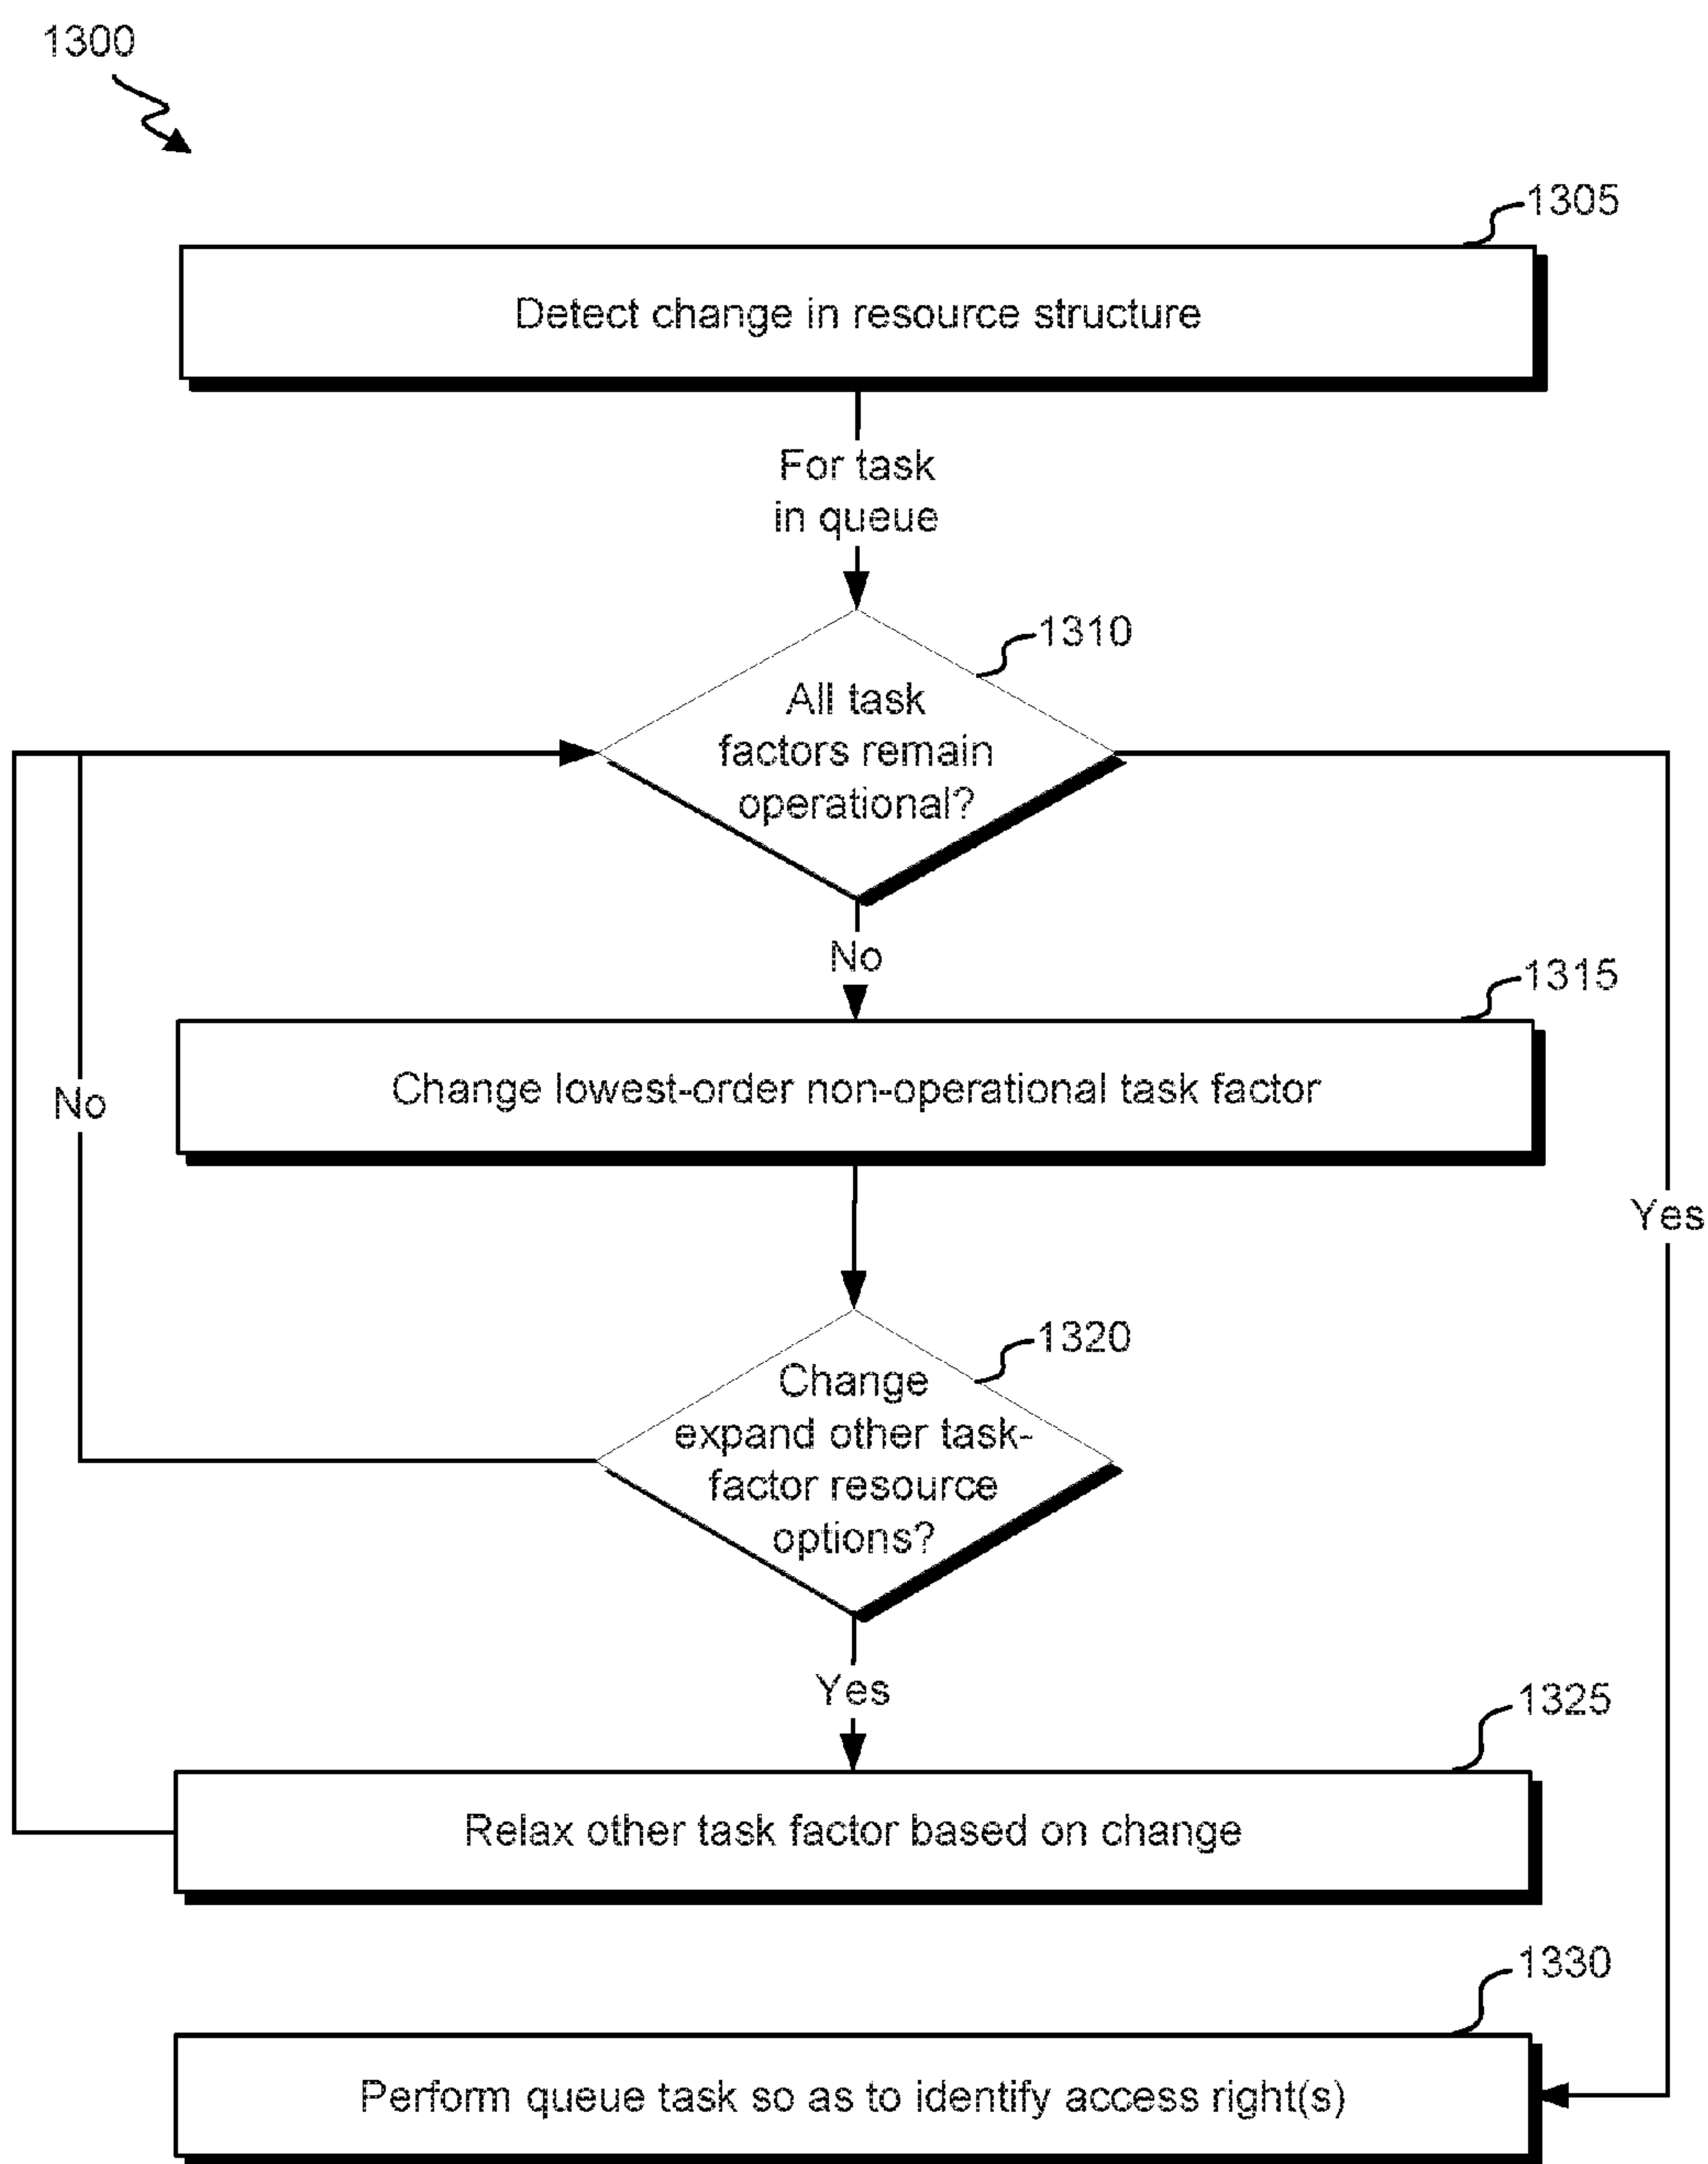 1300
1305
Detect change in resource structure
For task
in queue
1310
All task
factors remain
operational?
No
1315
Change lowest-order non-operational task factor
No
Yes
1320
Change
expand other task-
factor resource
options?
Yes
1325
Relax other task factor based on change
1330
Perform queue task so as to identify access right(s)